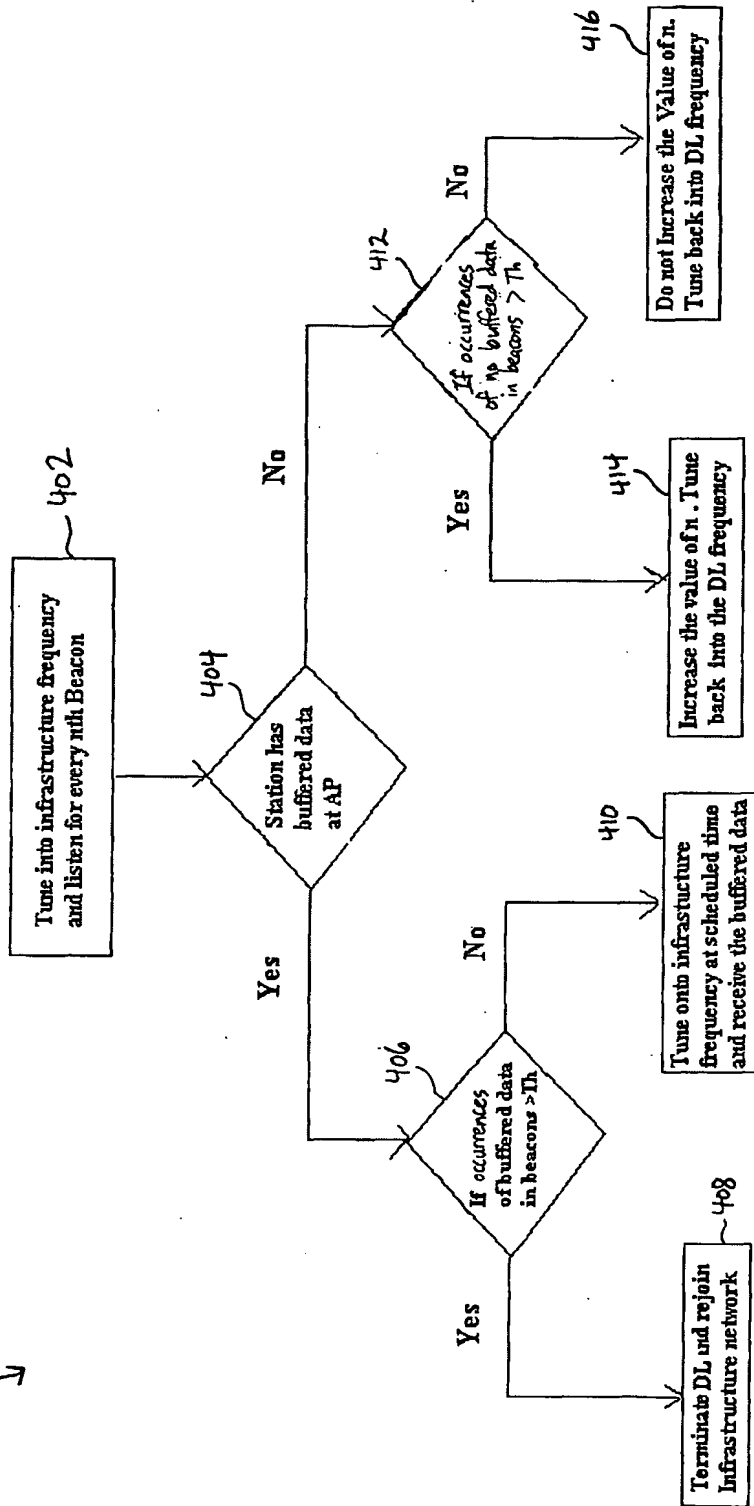 Tune into infrastructure frequency
and listen for every nth Beacon
402
Station has
buffered data
at AP
404
Yes
No
If occurrences
of buffered data
in beacons >Th
406
If occurrences
of no buffered data
in beacons > Th
412
Yes
No
Yes
No
Terminate DL and rejoin
Infrastructure network
408
Tune onto infrastucture
frequency at scheduled time
and receive the buffered data
410
Increase the value of n . Tune
back into the DL frequency
414
Do not Increase the Value of n.
Tune back into DL frequency
416